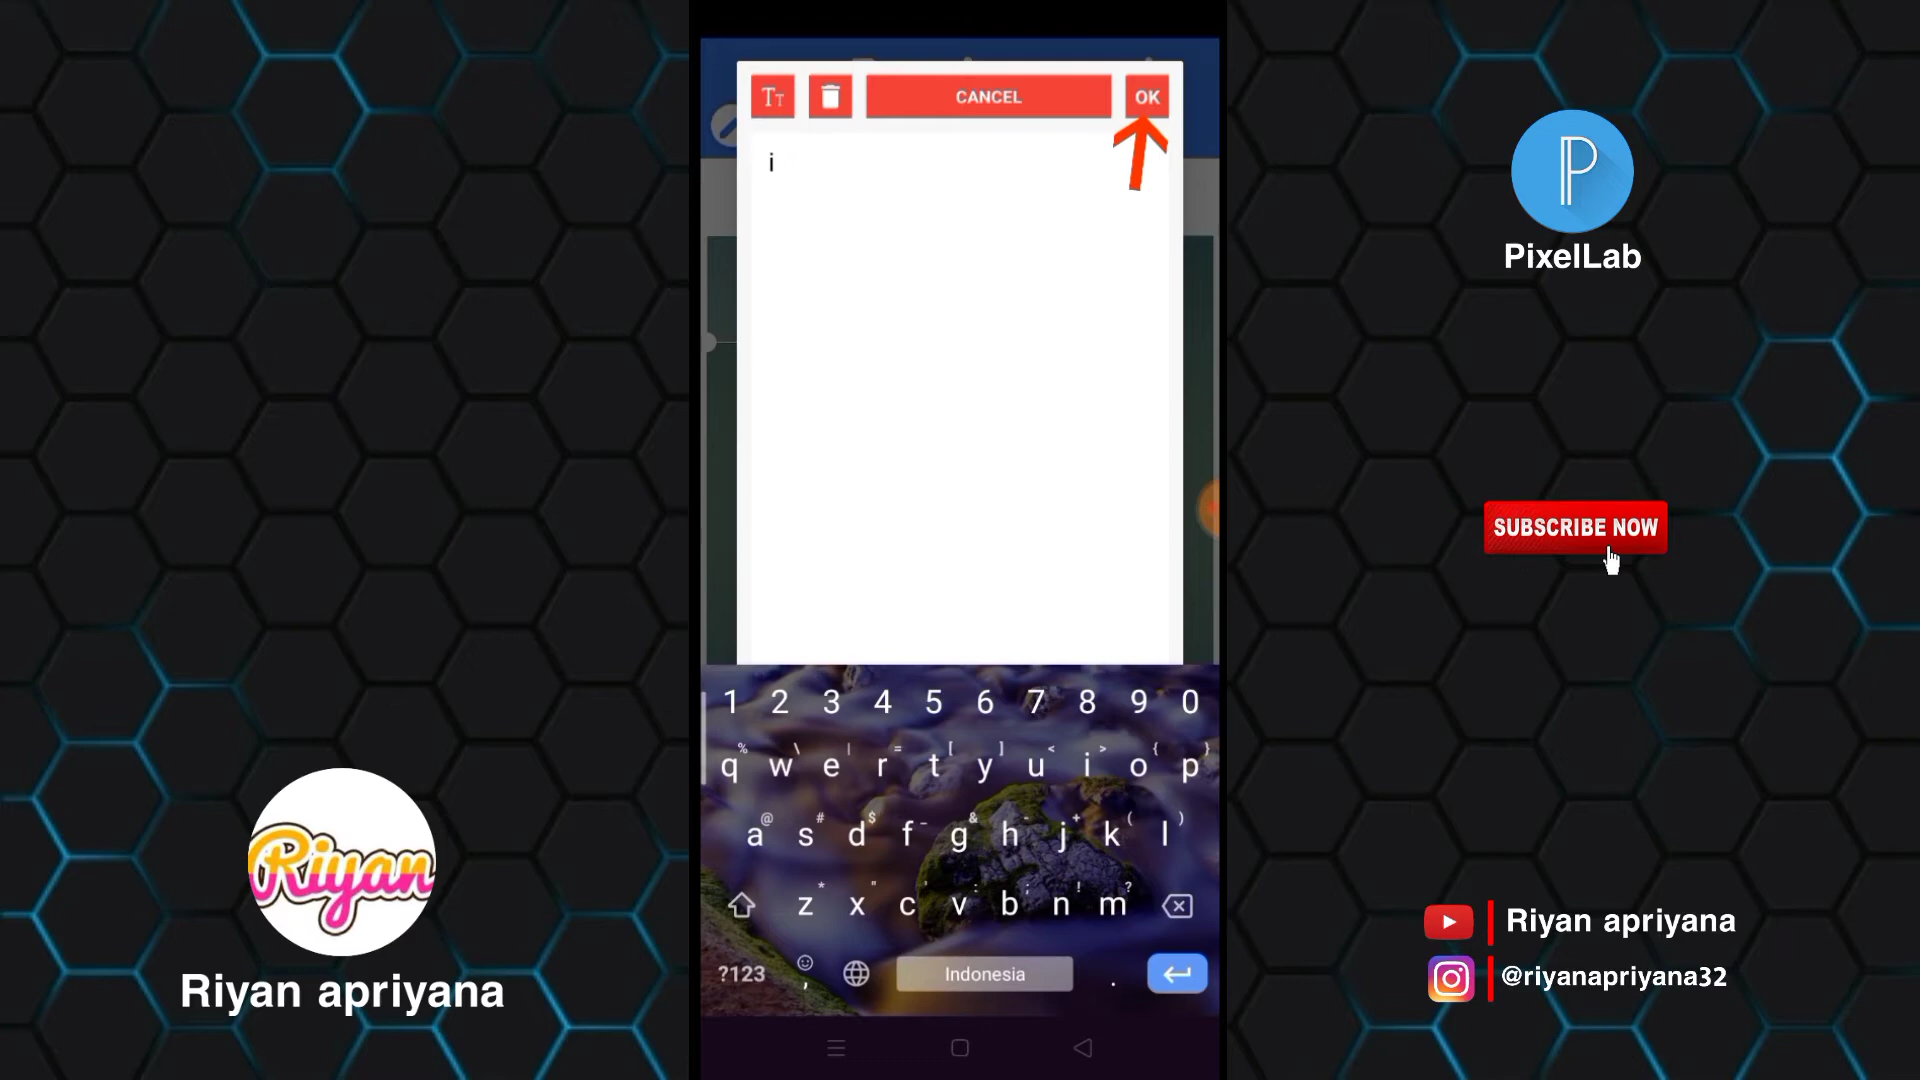 Tт
CANCEL
OK
i
P
PixelLab
SUBSCRIBE NOW
1 2 3 4 5 6 7 8 9 0
% \ | = [ ] < > { }
q w e r t y u i o p
@ # $ _ & - + ( )
a s d f g h j k l
* " ' : ; ! ?
z x c v b n m
?123 , Indonesia .
Riyan
Riyan apriyana
Riyan apriyana
@riyanapriyana32